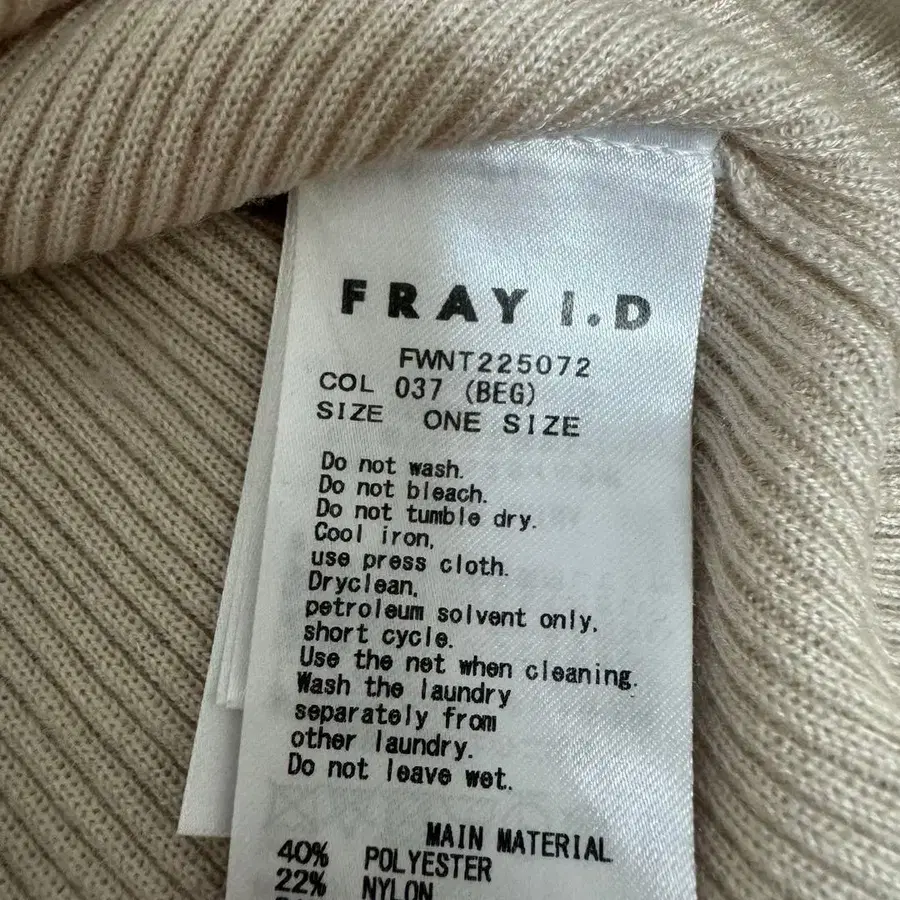 FRAY I.D
FWNT225072
COL 037 (BEG)
SIZE ONE SIZE
Do not wash.
Do not bleach.
Do not tumble dry.
Cool iron,
use press cloth.
Dryclean,
petroleum solvent only,
short cycle.
Use the net when cleaning.
Wash the laundry
separately from
other laundry.
Do not leave wet.
MAIN MATERIAL
40% POLYESTER
22% NYLON